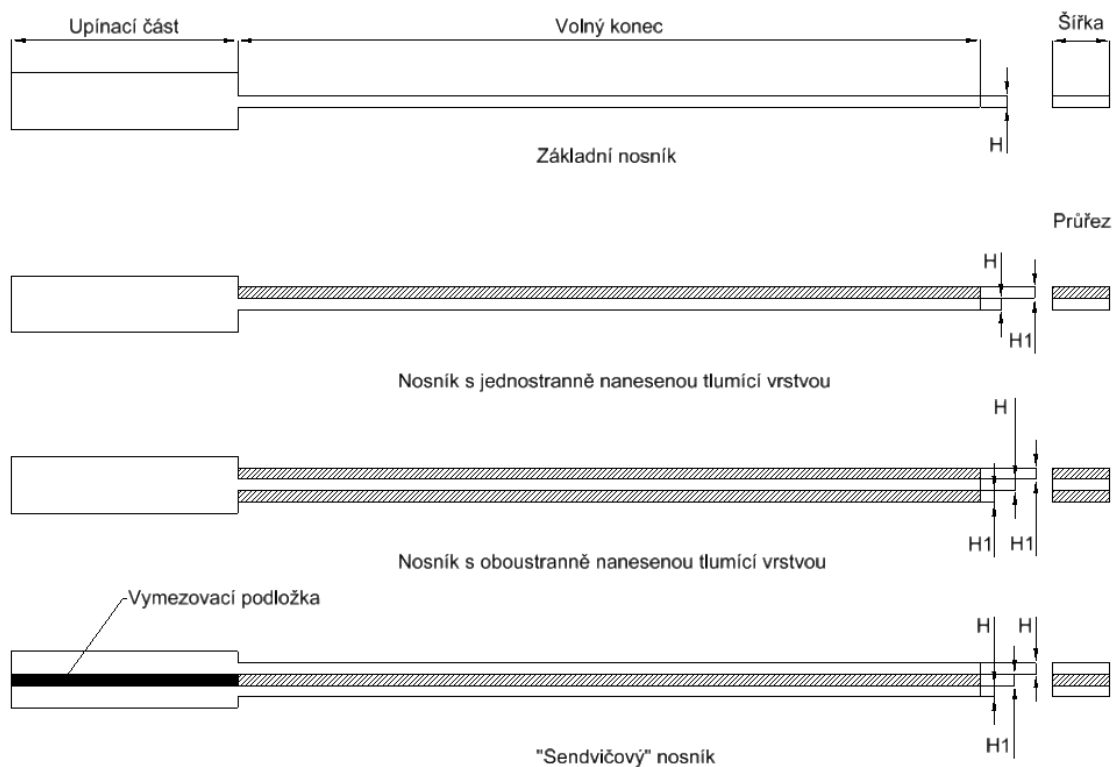 Upínací část
Volný konec
Šířka
H
Základní nosník
Průřez
H
H1
Nosník s jednostranně nanesenou tlumící vrstvou
H
H1
H1
Nosník s oboustranně nanesenou tlumící vrstvou
Vymezovací podložka
H
H
H1
"Sendvičový" nosník